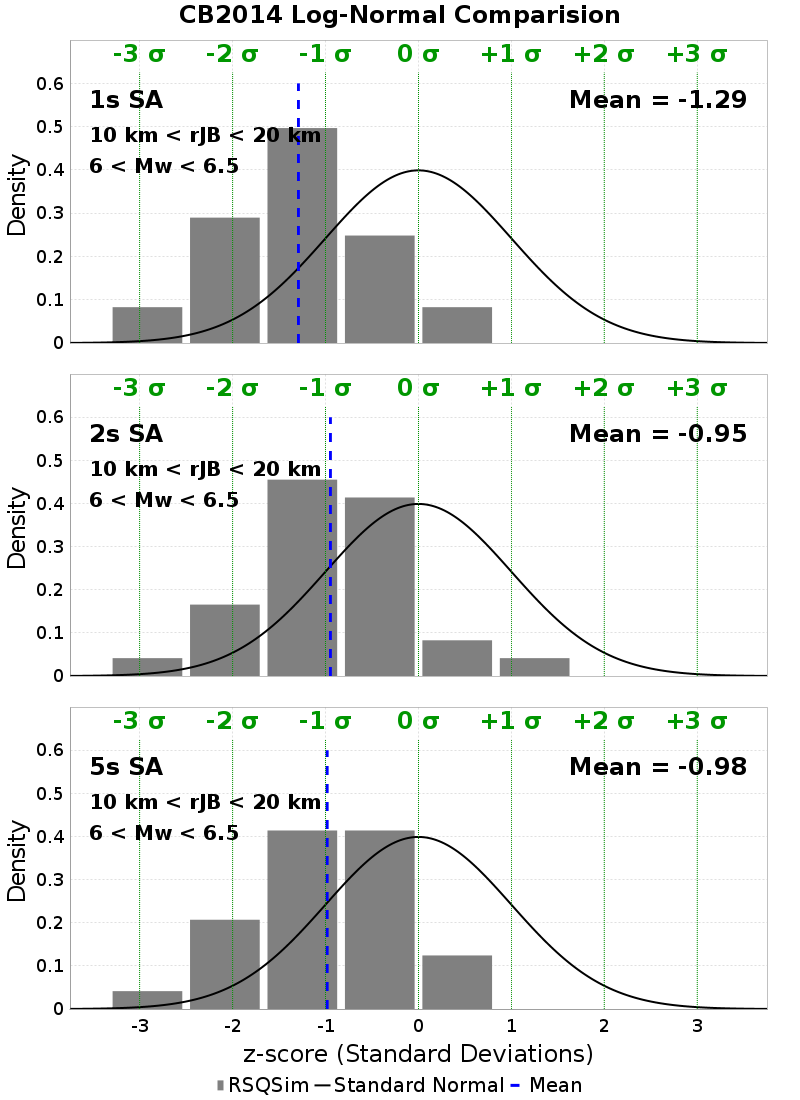 CB2014 Log-Normal Comparision
-3 σ -2 σ -1 σ 0 σ +1 σ +2 σ +3 σ
0.6
1s SA Mean = -1.29
0.5
10 km < rJB < 20 km
6 < Mw < 6.5
0.4
Density
0.3
0.2
0.1
0
-3 σ -2 σ -1 σ 0 σ +1 σ +2 σ +3 σ
0.6
2s SA Mean = -0.95
0.5
10 km < rJB < 20 km
6 < Mw < 6.5
0.4
Density
0.3
0.2
0.1
0
-3 σ -2 σ -1 σ 0 σ +1 σ +2 σ +3 σ
0.6
5s SA Mean = -0.98
0.5
10 km < rJB < 20 km
6 < Mw < 6.5
0.4
Density
0.3
0.2
0.1
0
-3 -2 -1 0 1 2 3
z-score (Standard Deviations)
RSQSim Standard Normal Mean